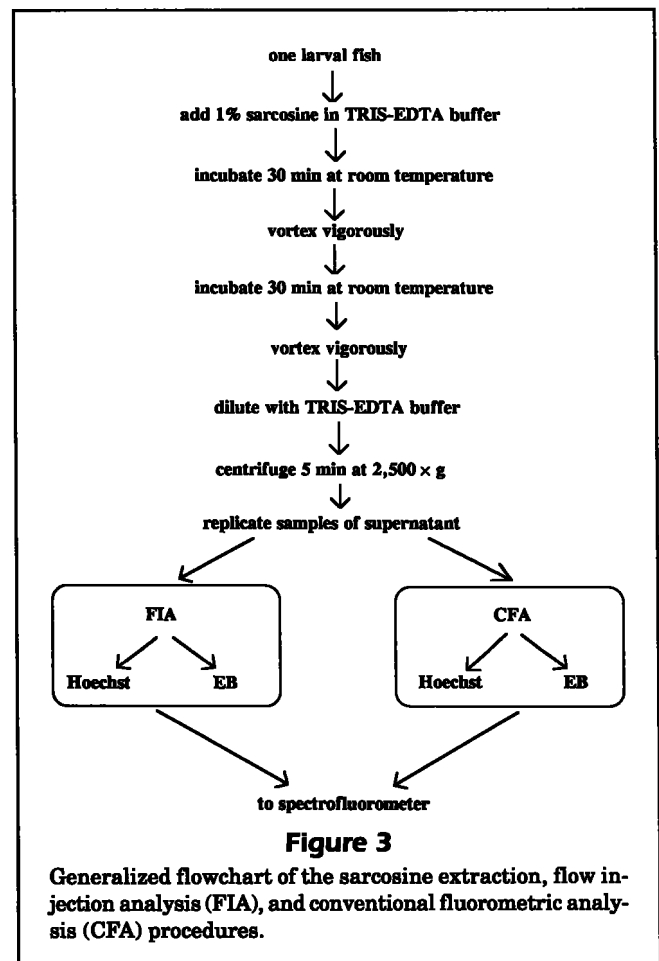 one larval fish
add 1% sarcosine in TRIS-EDTA buffer
incubate 30 min at room temperature
vortex vigorously
incubate 30 min at room temperature
vortex vigorously
dilute with TRIS-EDTA buffer
centrifuge 5 min at 2,500 × g
replicate samples of supernatant
FIA
Hoechst EB
CFA
Hoechst EB
to spectrofluorometer
Figure 3
Generalized flowchart of the sarcosine extraction, flow in-
jection analysis (FIA), and conventional fluorometric analy-
sis (CFA) procedures.